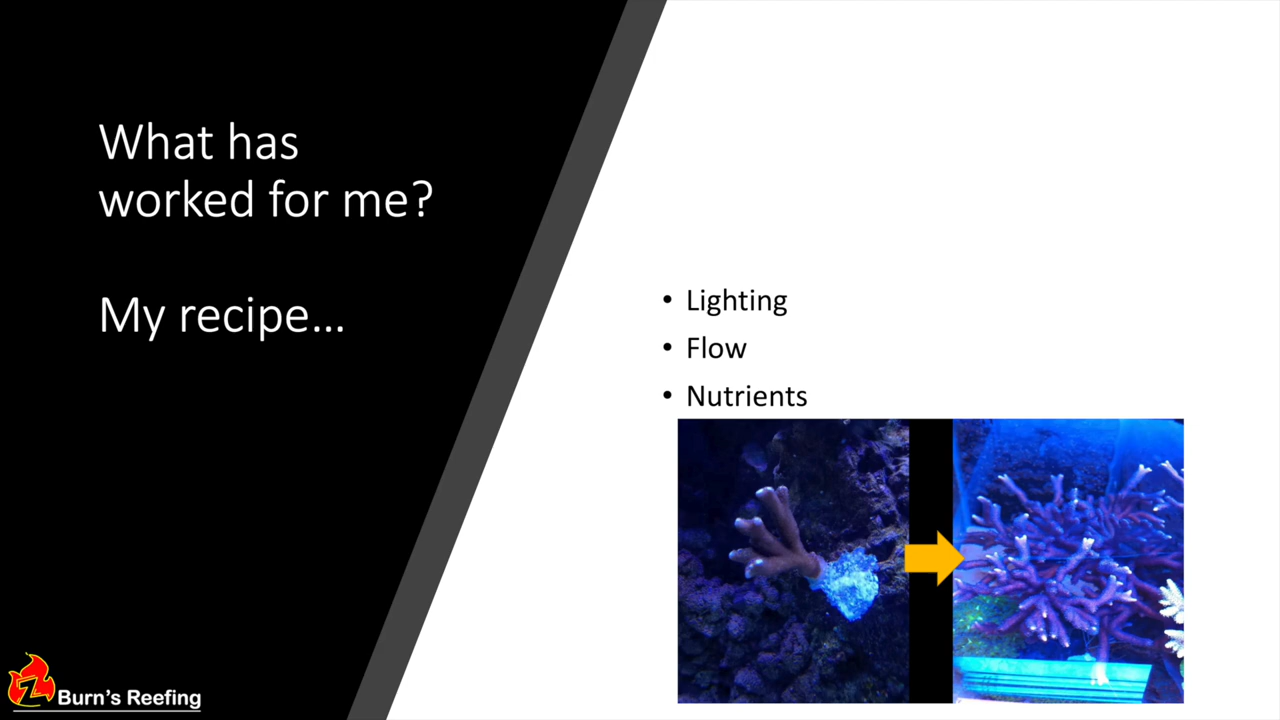 What has
worked for me?
My recipe...
• Lighting
• Flow
• Nutrients
Z Burn's Reefing